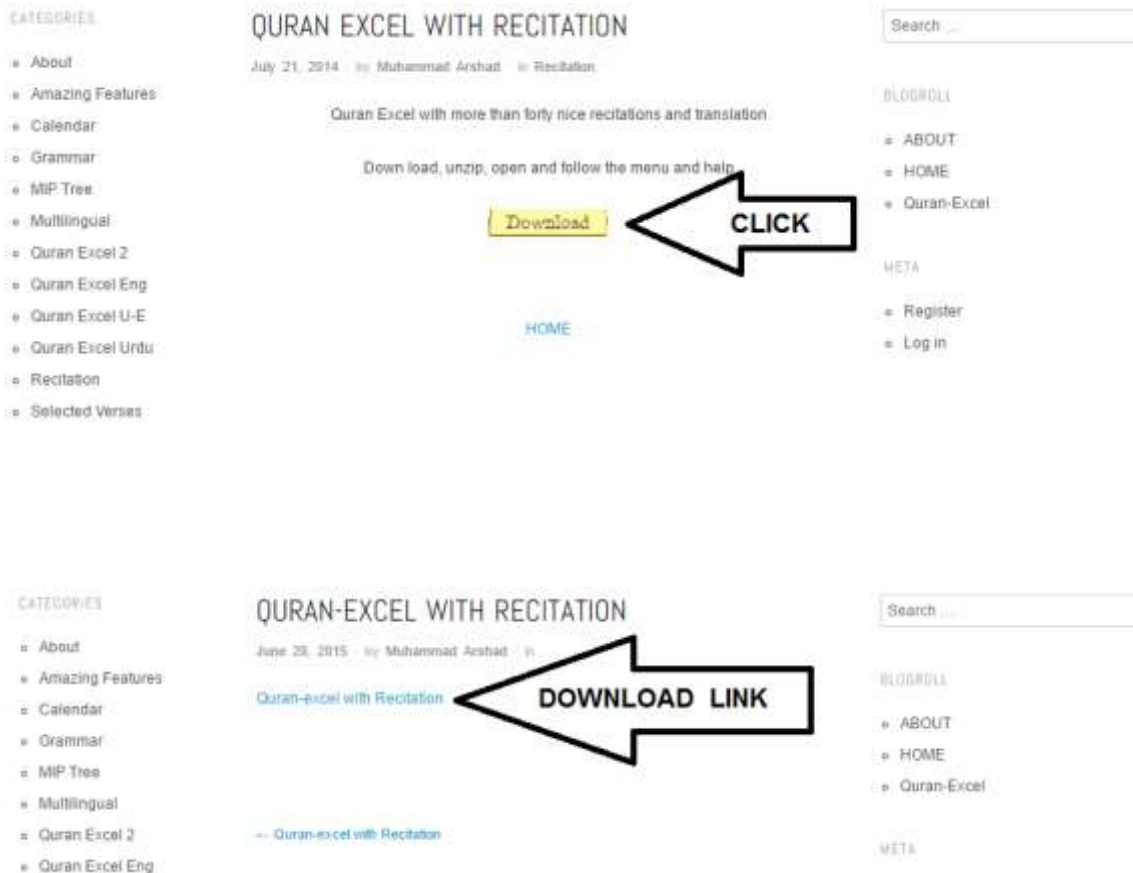 CATEGORIES
About
Amazing Features
Calendar
Grammar
MIP Tree
Multilingual
Quran Excel 2
Quran Excel Eng
Quran Excel U-E
Quran Excel Urdu
Recitation
Selected Verses
QURAN EXCEL WITH RECITATION
July 21, 2014 by Muhammad Arshad in Recitation
Quran Excel with more than forty nice recitations and translation
Down load, unzip, open and follow the menu and help
Download
CLICK
HOME
Search ...
BLOGROLL
ABOUT
HOME
Quran-Excel
META
Register
Log in
CATEGORIES
About
Amazing Features
Calendar
Grammar
MIP Tree
Multilingual
Quran Excel 2
Quran Excel Eng
QURAN-EXCEL WITH RECITATION
June 28, 2015 by Muhammad Arshad in
Quran-excel with Recitation
DOWNLOAD LINK
← Quran-excel with Recitation
Search ...
BLOGROLL
ABOUT
HOME
Quran-Excel
META